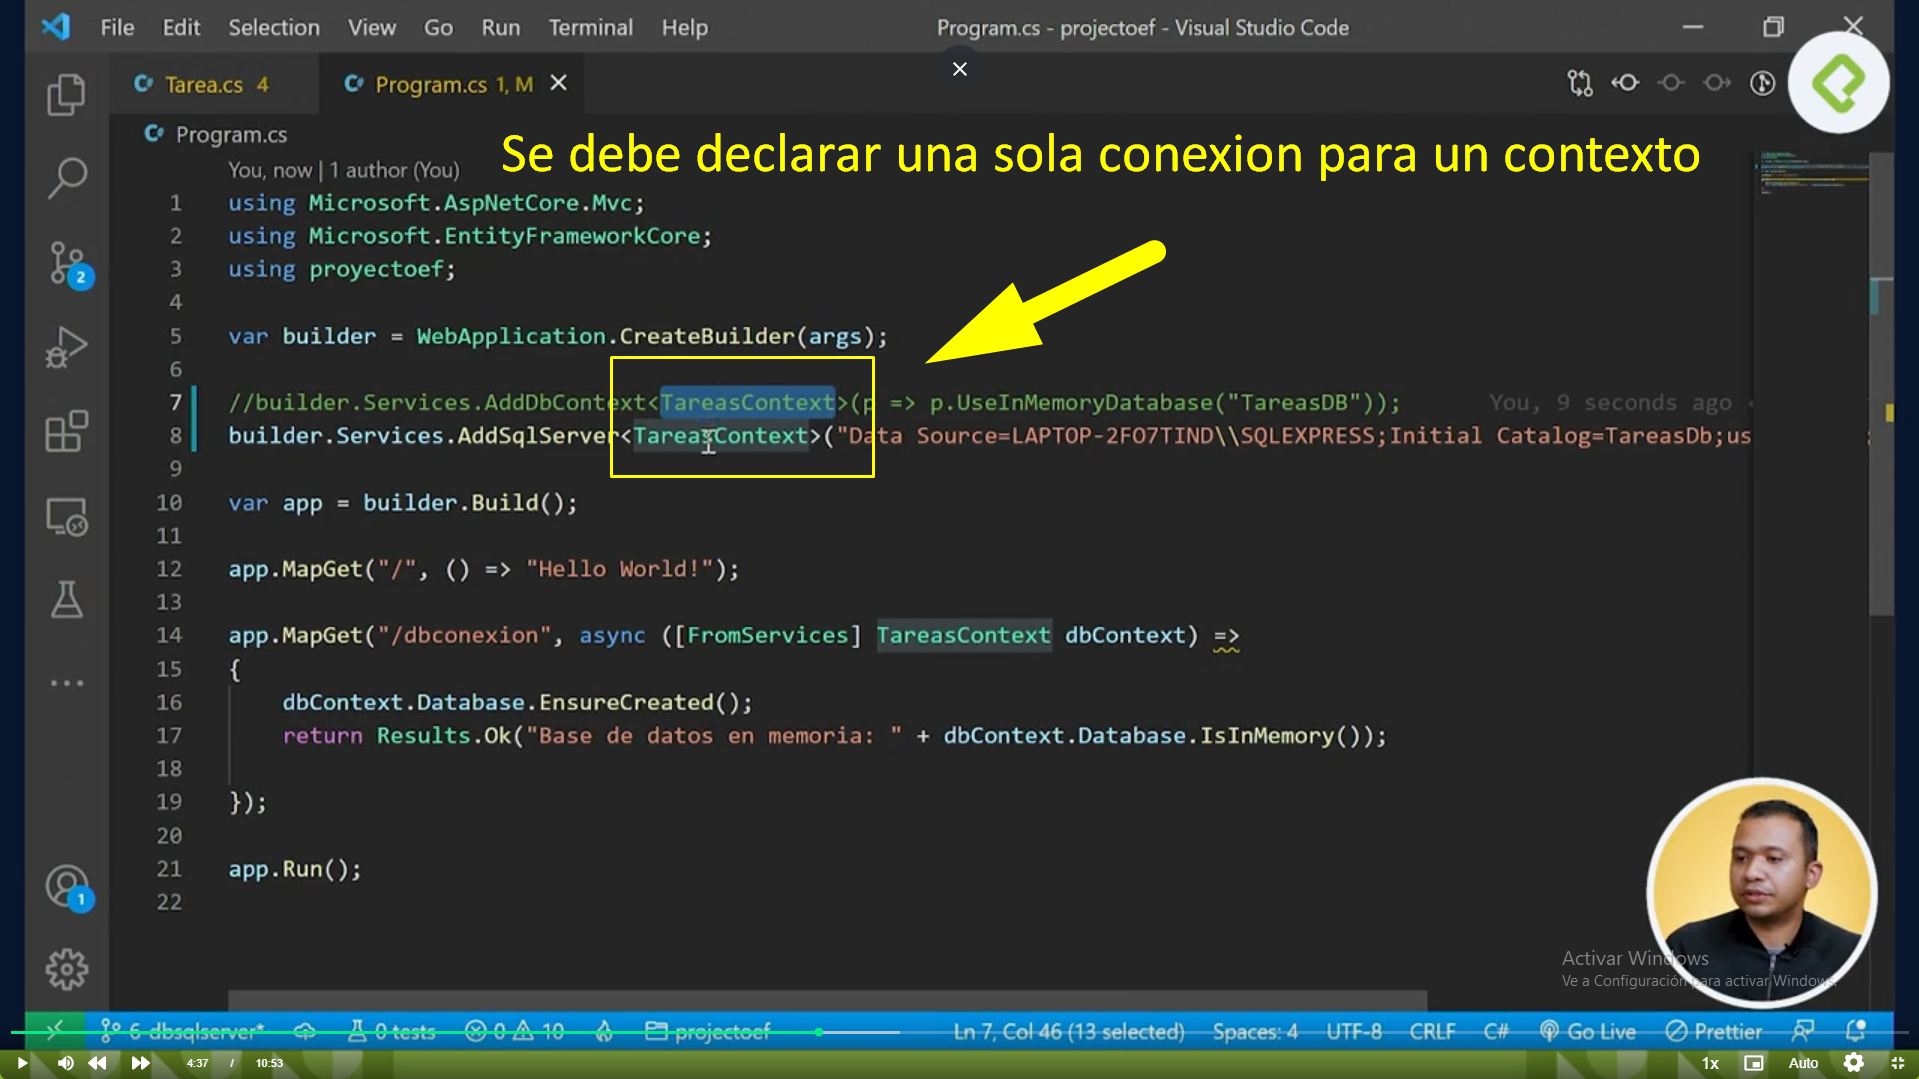 File Edit Selection View Go Run Terminal Help Program.cs - projectoef - Visual Studio Code
Tarea.cs 4 Program.cs 1, M
Program.cs
Se debe declarar una sola conexion para un contexto
You, now | 1 author (You)
1 using Microsoft.AspNetCore.Mvc;
2 using Microsoft.EntityFrameworkCore;
3 using proyectoef;
4
5 var builder = WebApplication.CreateBuilder(args);
6
7 //builder.Services.AddDbContext<TareasContext>(p => p.UseInMemoryDatabase("TareasDB")); You, 9 seconds ago •
8 builder.Services.AddSqlServer<TareasContext>("Data Source=LAPTOP-2FO7TIND\\SQLEXPRESS;Initial Catalog=TareasDb;us
9
10 var app = builder.Build();
11
12 app.MapGet("/", () => "Hello World!");
13
14 app.MapGet("/dbconexion", async ([FromServices] TareasContext dbContext) =>
15 {
16 dbContext.Database.EnsureCreated();
17 return Results.Ok("Base de datos en memoria: " + dbContext.Database.IsInMemory());
18
19 });
20
21 app.Run();
22
2
1
Activar Windows
Ve a Configuración para activar Windows.
6-dbsqlserver* 0 tests 0 10 projectoef Ln 7, Col 46 (13 selected) Spaces: 4 UTF-8 CRLF C# Go Live Prettier
4:37 / 10:53 1x Auto